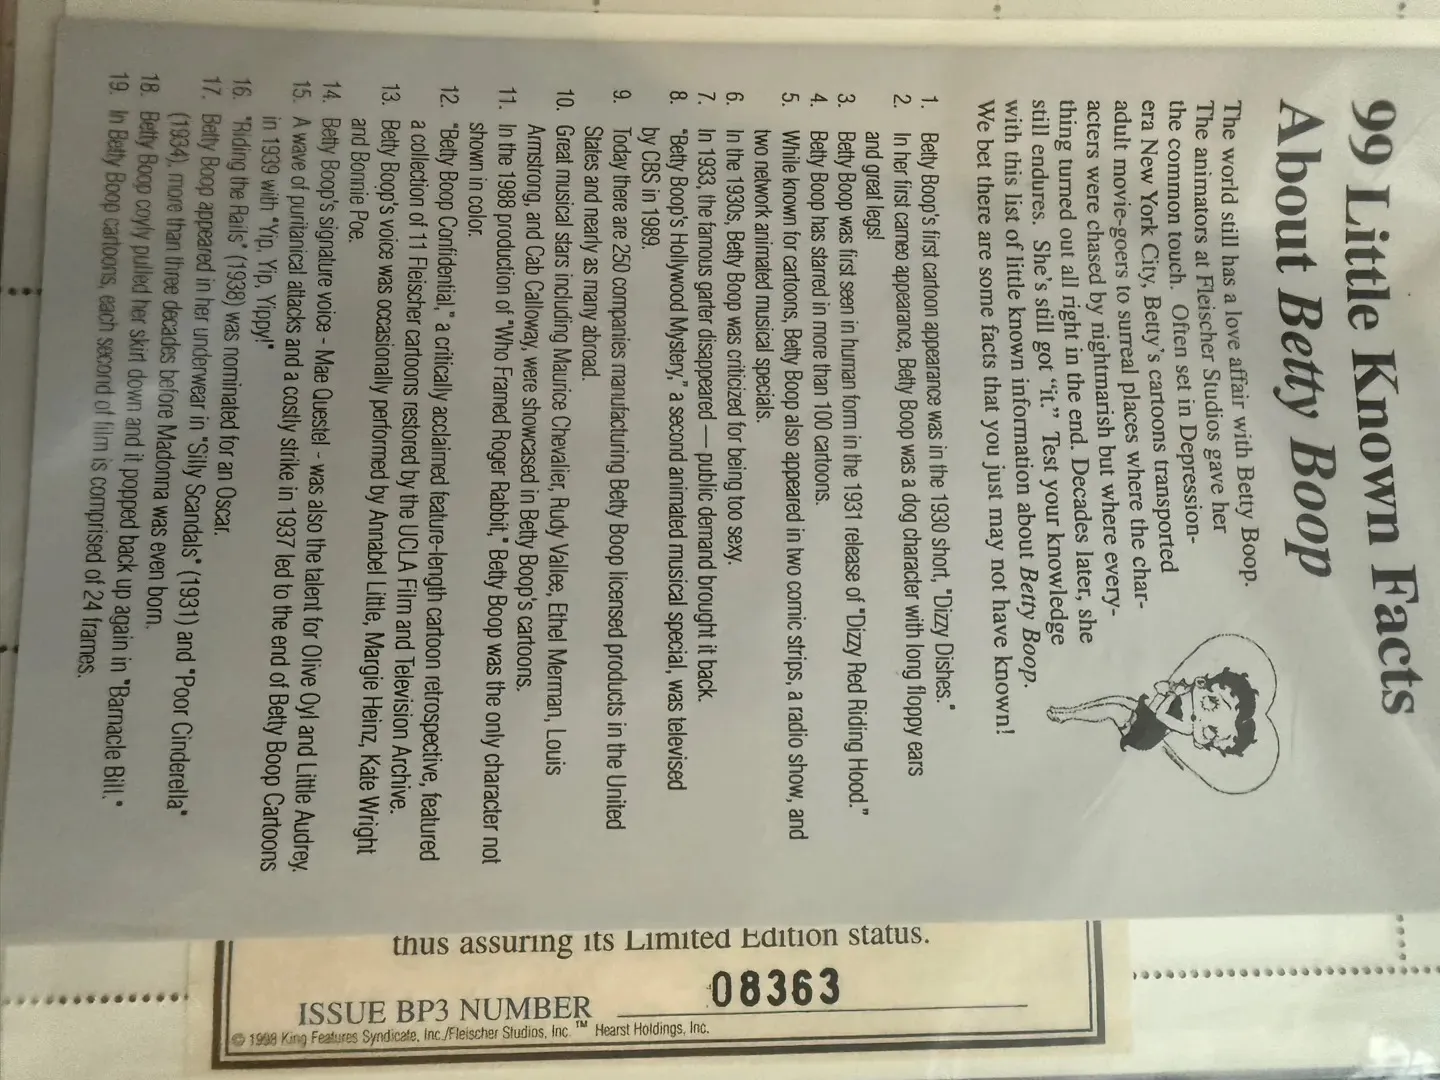 99 Little Known Facts
About Betty Boop
The world still has a love affair with Betty Boop.
The animators at Fleischer Studios gave her
the common touch. Often set in Depression-
era New York City, Betty's cartoons transported
adult movie-goers to surreal places where the char-
acters were chased by nightmarish but where every-
thing turned out all right in the end. Decades later, she
still endures. She's still got "it." Test your knowledge
with this list of little known information about Betty Boop.
We bet there are some facts that you just may not have known!
1. Betty Boop's first cartoon appearance was in the 1930 short, "Dizzy Dishes."
2. In her first cameo appearance, Betty Boop was a dog character with long floppy ears
and great legs!
3. Betty Boop was first seen in human form in the 1931 release of "Dizzy Red Riding Hood."
4. Betty Boop has starred in more than 100 cartoons.
5. While known for cartoons, Betty Boop also appeared in two comic strips, a radio show, and
two network animated musical specials.
6. In the 1930s, Betty Boop was criticized for being too sexy.
7. In 1933, the famous garter disappeared — public demand brought it back.
8. "Betty Boop's Hollywood Mystery," a second animated musical special, was televised
by CBS in 1989.
9. Today there are 250 companies manufacturing Betty Boop licensed products in the United
States and nearly as many abroad.
10. Great musical stars including Maurice Chevalier, Rudy Vallee, Ethel Merman, Louis
Armstrong, and Cab Calloway, were showcased in Betty Boop's cartoons.
11. In the 1988 production of "Who Framed Roger Rabbit," Betty Boop was the only character not
shown in color.
12. "Betty Boop Confidential," a critically acclaimed feature-length cartoon retrospective, featured
a collection of 11 Fleischer cartoons restored by the UCLA Film and Television Archive.
13. Betty Boop's voice was occasionally performed by Annabel Little, Margie Heinz, Kate Wright
and Bonnie Poe.
14. Betty Boop's signature voice - Mae Questel - was also the talent for Olive Oyl and Little Audrey.
15. A wave of puritanical attacks and a costly strike in 1937 led to the end of Betty Boop Cartoons
in 1939 with "Yip, Yip, Yippy!"
16. "Riding the Rails" (1938) was nominated for an Oscar.
17. Betty Boop appeared in her underwear in "Silly Scandals" (1931) and "Poor Cinderella"
(1934), more than three decades before Madonna was even born.
18. Betty Boop coyly pulled her skirt down and it popped back up again in "Barnacle Bill."
19. In Betty Boop cartoons, each second of film is comprised of 24 frames.
thus assuring its Limited Edition status.
ISSUE BP3 NUMBER 08363
© 1998 King Features Syndicate, Inc./Fleischer Studios, Inc. ™ Hearst Holdings, Inc.